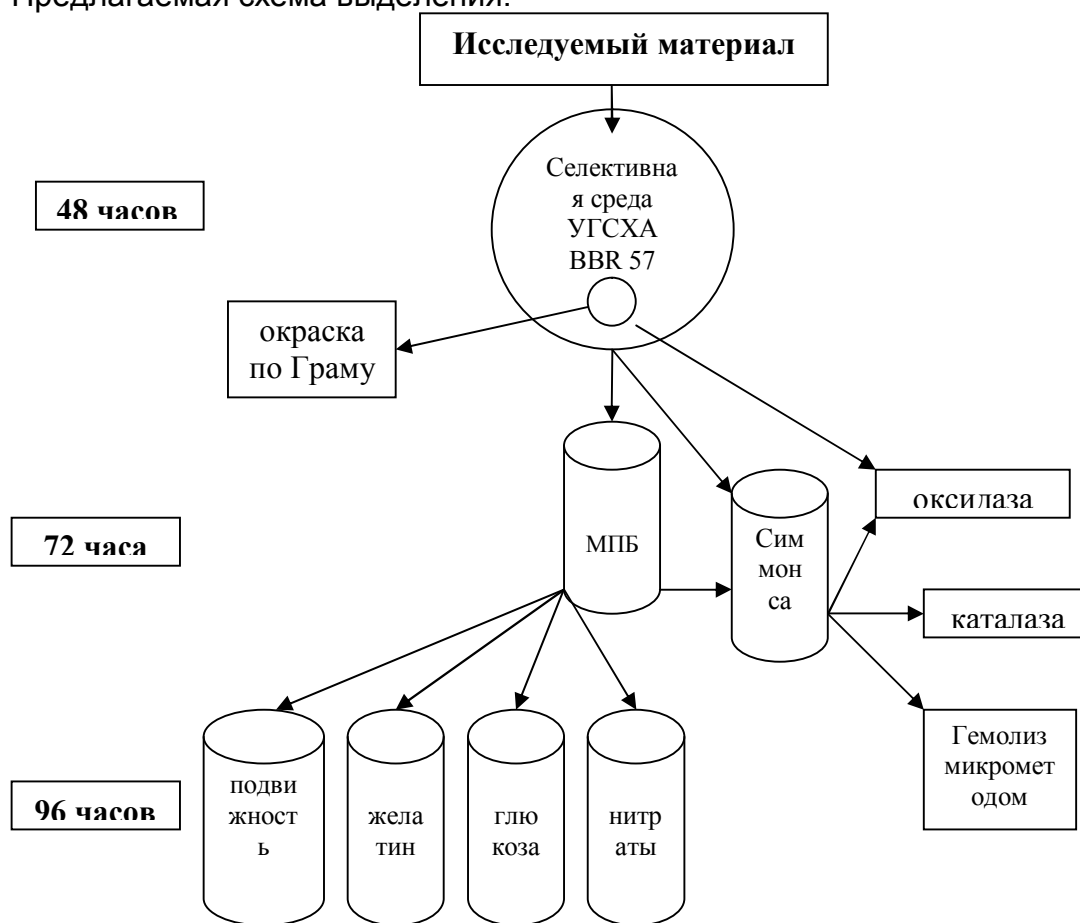 Предлагаемая схема выделения:
Исследуемый материал
Селективна
я среда
УГСХА
BBR 57
48 часов
окраска
по Граму
оксидаза
МПБ
Сим
мон
са
72 часа
каталаза
Гемолиз
микромет
одом
подви
жност
ь
жела
тин
глю
коза
нитр
аты
96 часов